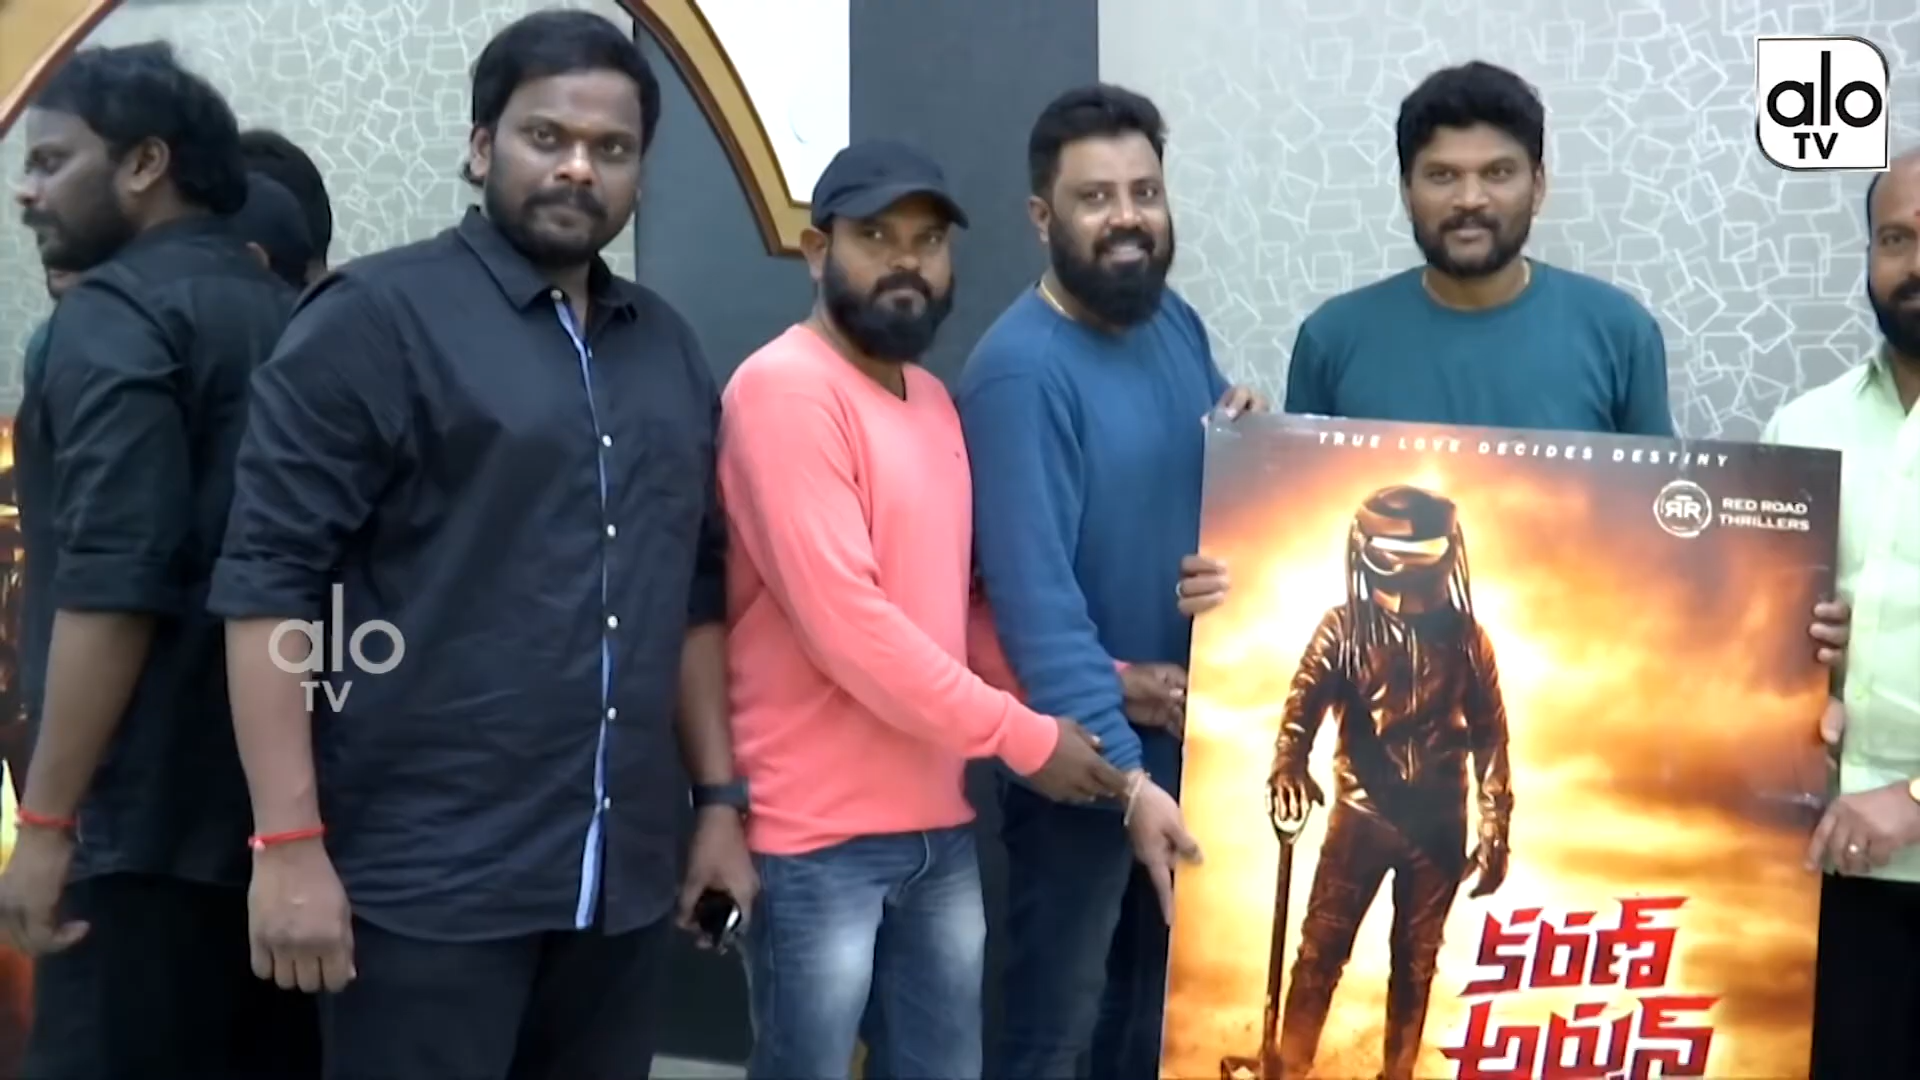 alo
TV
TRUE LOVE DECIDES DESTINY
RR
RED ROAD
THRILLERS
alo
TV
కరణ్
అర్జున్